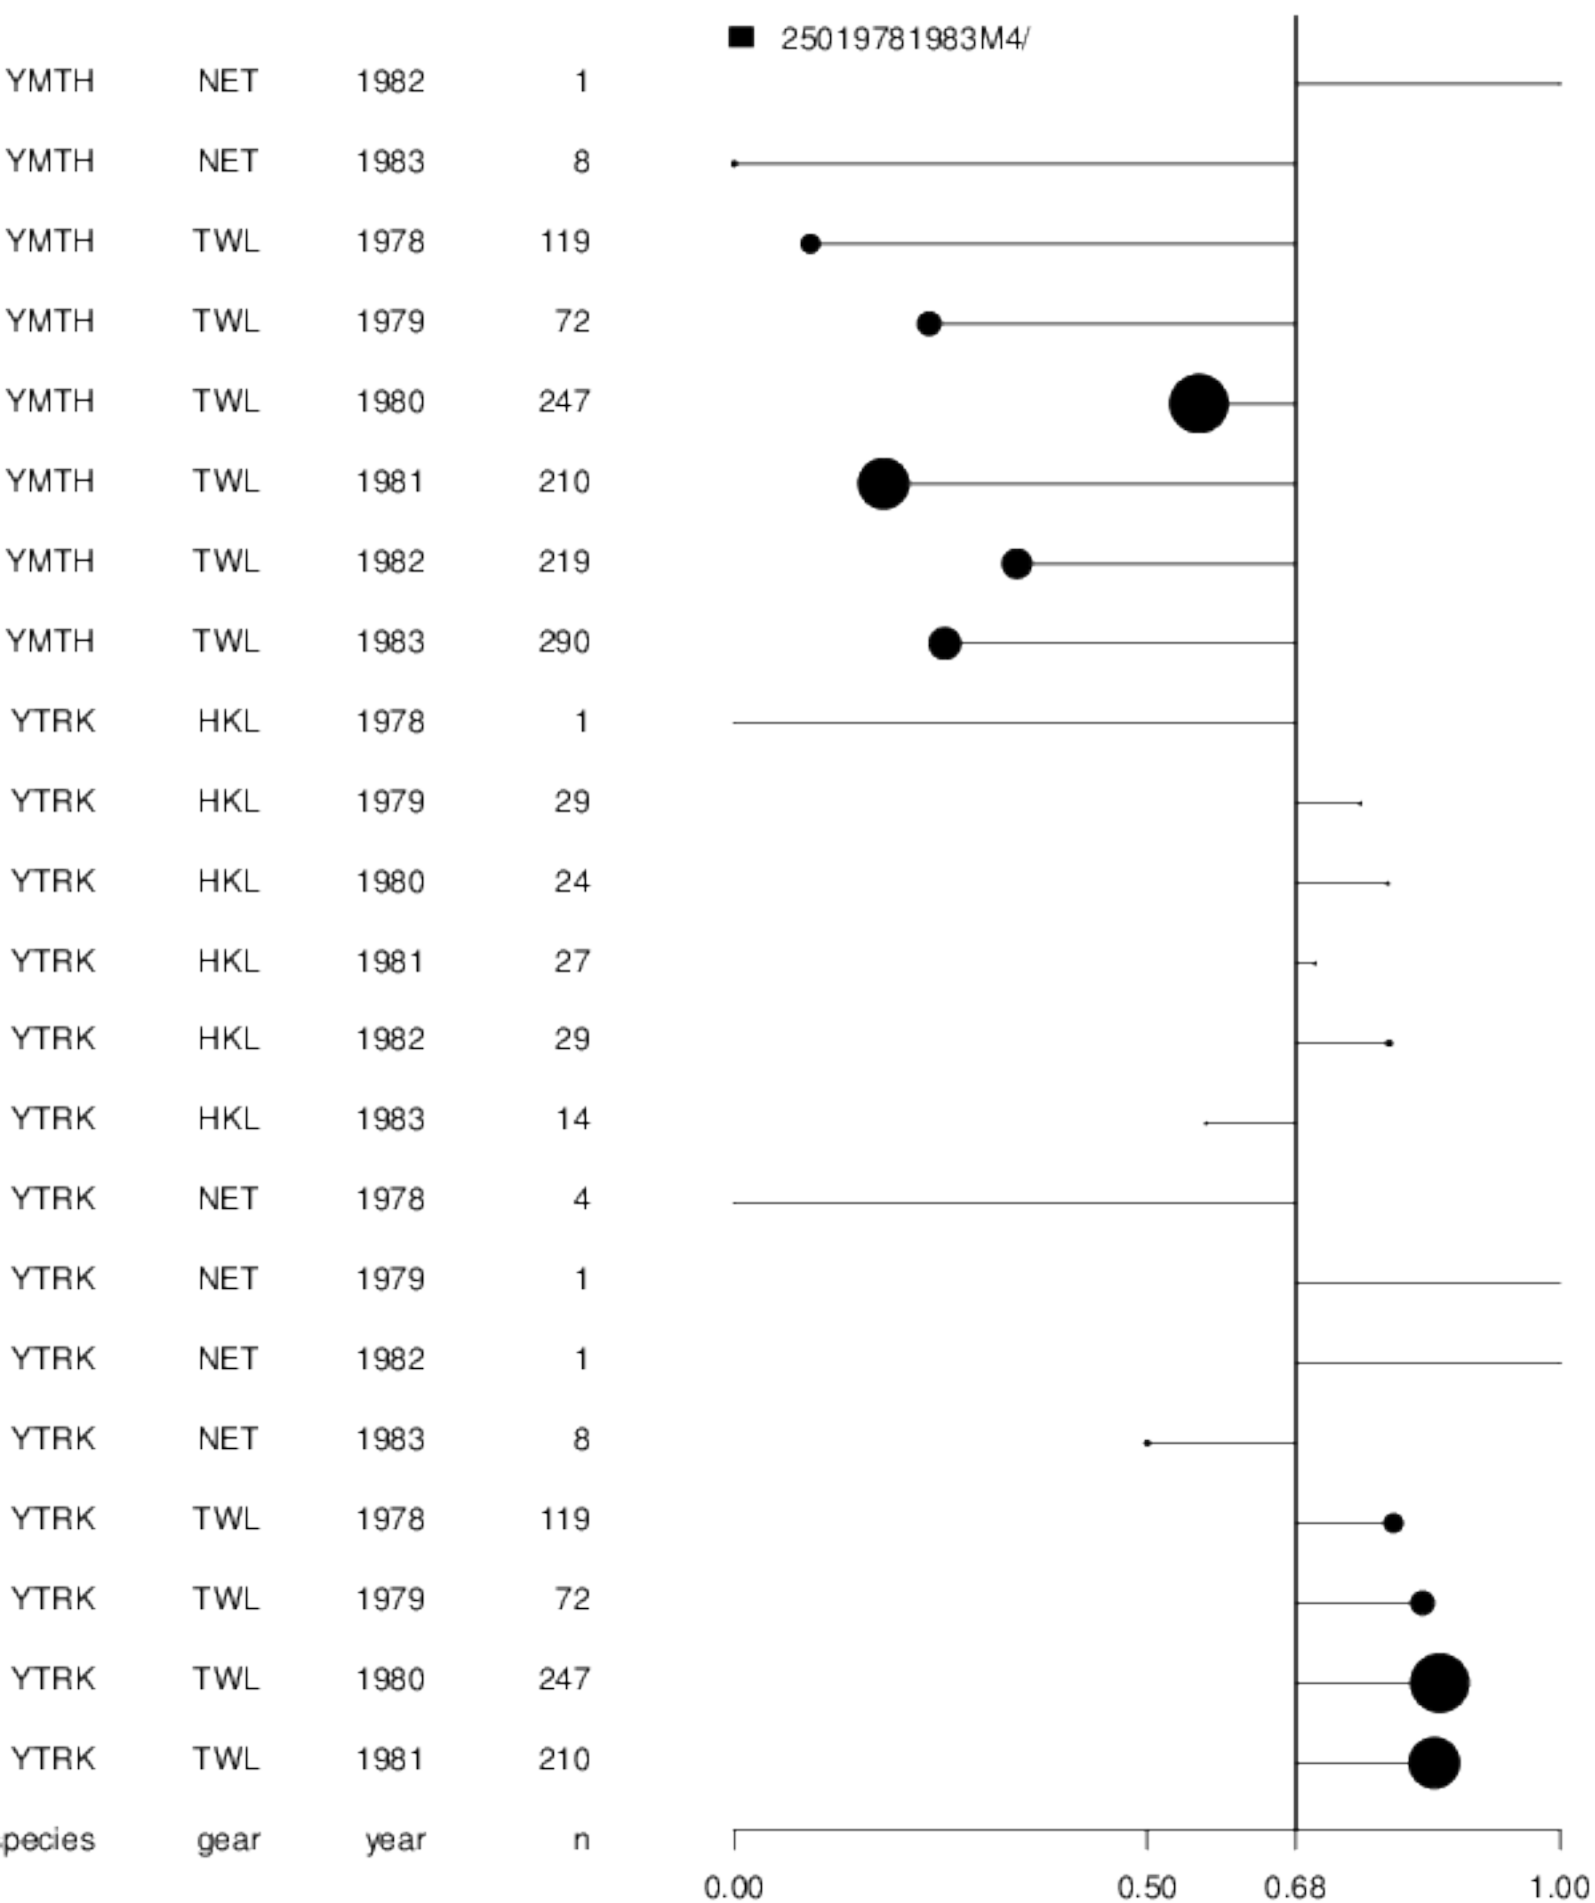 25019781983M4/
YMTH NET 1982 1
YMTH NET 1983 8
YMTH TWL 1978 119
YMTH TWL 1979 72
YMTH TWL 1980 247
YMTH TWL 1981 210
YMTH TWL 1982 219
YMTH TWL 1983 290
YTRK HKL 1978 1
YTRK HKL 1979 29
YTRK HKL 1980 24
YTRK HKL 1981 27
YTRK HKL 1982 29
YTRK HKL 1983 14
YTRK NET 1978 4
YTRK NET 1979 1
YTRK NET 1982 1
YTRK NET 1983 8
YTRK TWL 1978 119
YTRK TWL 1979 72
YTRK TWL 1980 247
YTRK TWL 1981 210
pecies gear year n
0.00 0.50 0.68 1.00